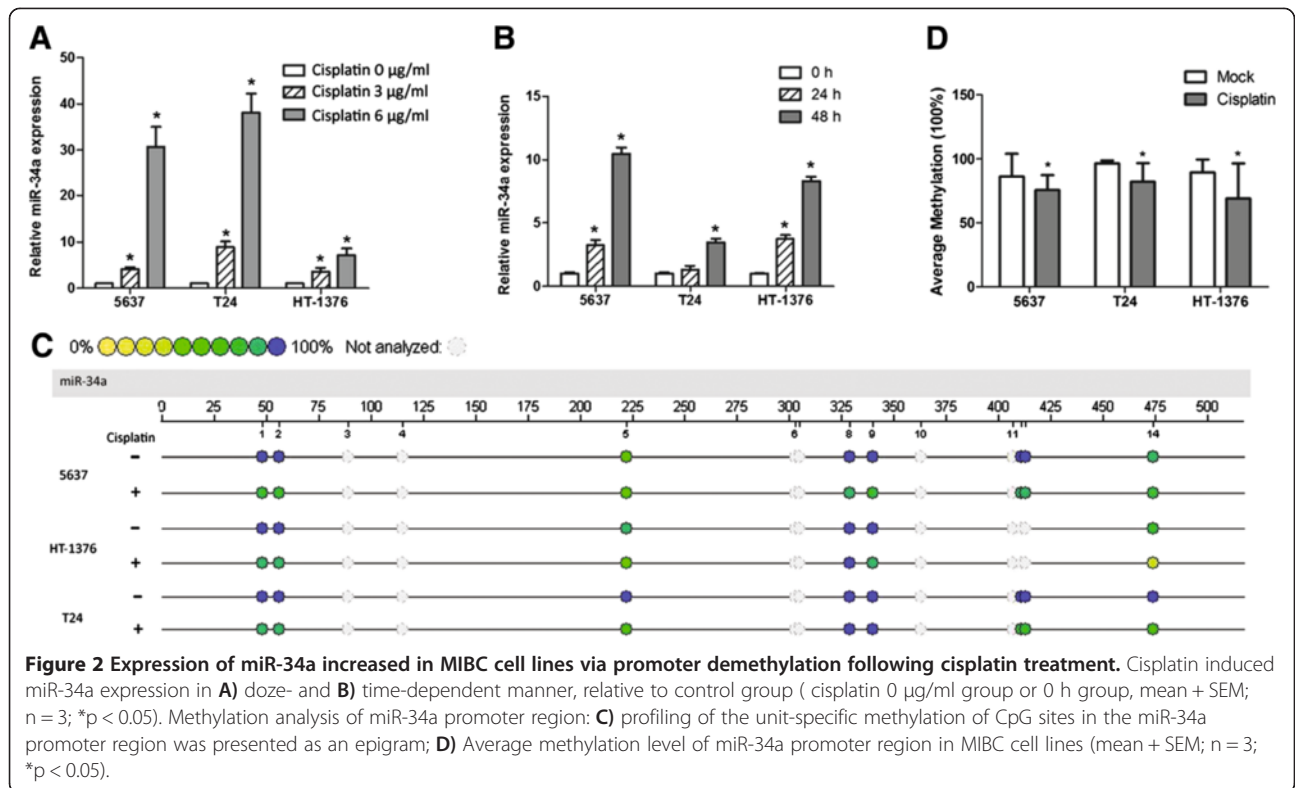 A
50
40
30
20
10
0
Relative miR-34a expression
Cisplatin 0 µg/ml
Cisplatin 3 µg/ml
Cisplatin 6 µg/ml
* * * * * *
5637 T24 HT-1376
B
15
10
5
0
Relative miR-34a expression
0 h
24 h
48 h
* * * * *
5637 T24 HT-1376
D
150
100
50
0
Average Methylation (100%)
Mock
Cisplatin
* * *
5637 T24 HT-1376
C 0% 100% Not analyzed:
miR-34a
0 25 50 75 100 125 150 175 200 225 250 275 300 325 350 375 400 425 450 475 500
Cisplatin 1 2 3 4 5 6 8 9 10 11 14
5637 − +
HT-1376 − +
T24 − +
Figure 2 Expression of miR-34a increased in MIBC cell lines via promoter demethylation following cisplatin treatment. Cisplatin induced
miR-34a expression in A) doze- and B) time-dependent manner, relative to control group ( cisplatin 0 µg/ml group or 0 h group, mean + SEM;
n = 3; *p < 0.05). Methylation analysis of miR-34a promoter region: C) profiling of the unit-specific methylation of CpG sites in the miR-34a
promoter region was presented as an epigram; D) Average methylation level of miR-34a promoter region in MIBC cell lines (mean + SEM; n = 3;
*p < 0.05).